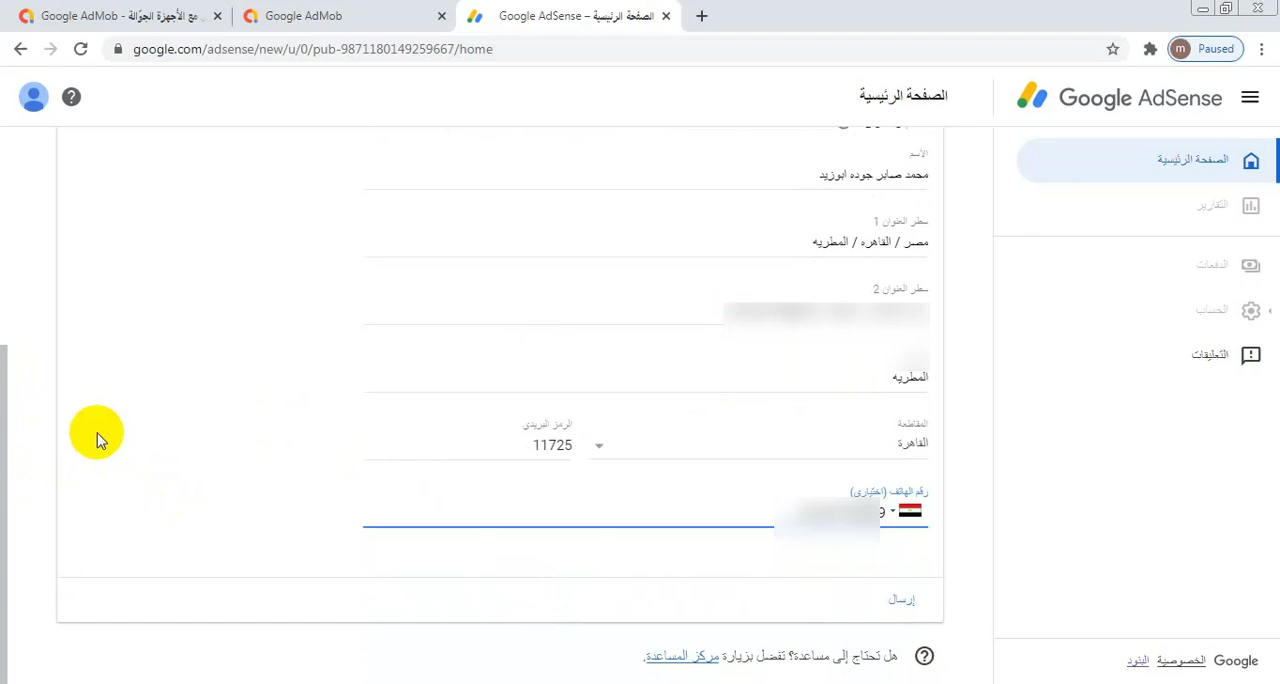 Google AdMob - مع الأجهزة الجوّالة
Google AdMob
الصفحة الرئيسية – Google AdSense
google.com/adsense/new/u/0/pub-9871180149259667/home
m
Paused
Google AdSense
الصفحة الرئيسية
الصفحة الرئيسية
التقارير
الدفعات
الحساب
التعليقات
الاسم
محمد صابر جوده ابوزيد
سطر العنوان 1
مصر / القاهره / المطريه
سطر العنوان 2
المطريه
المقاطعة
القاهرة
الرمز البريدي
11725
رقم الهاتف (اختياري)
9
إرسال
هل تحتاج إلى مساعدة؟ تفضل بزيارة مركز المساعدة.
Google الخصوصية البنود